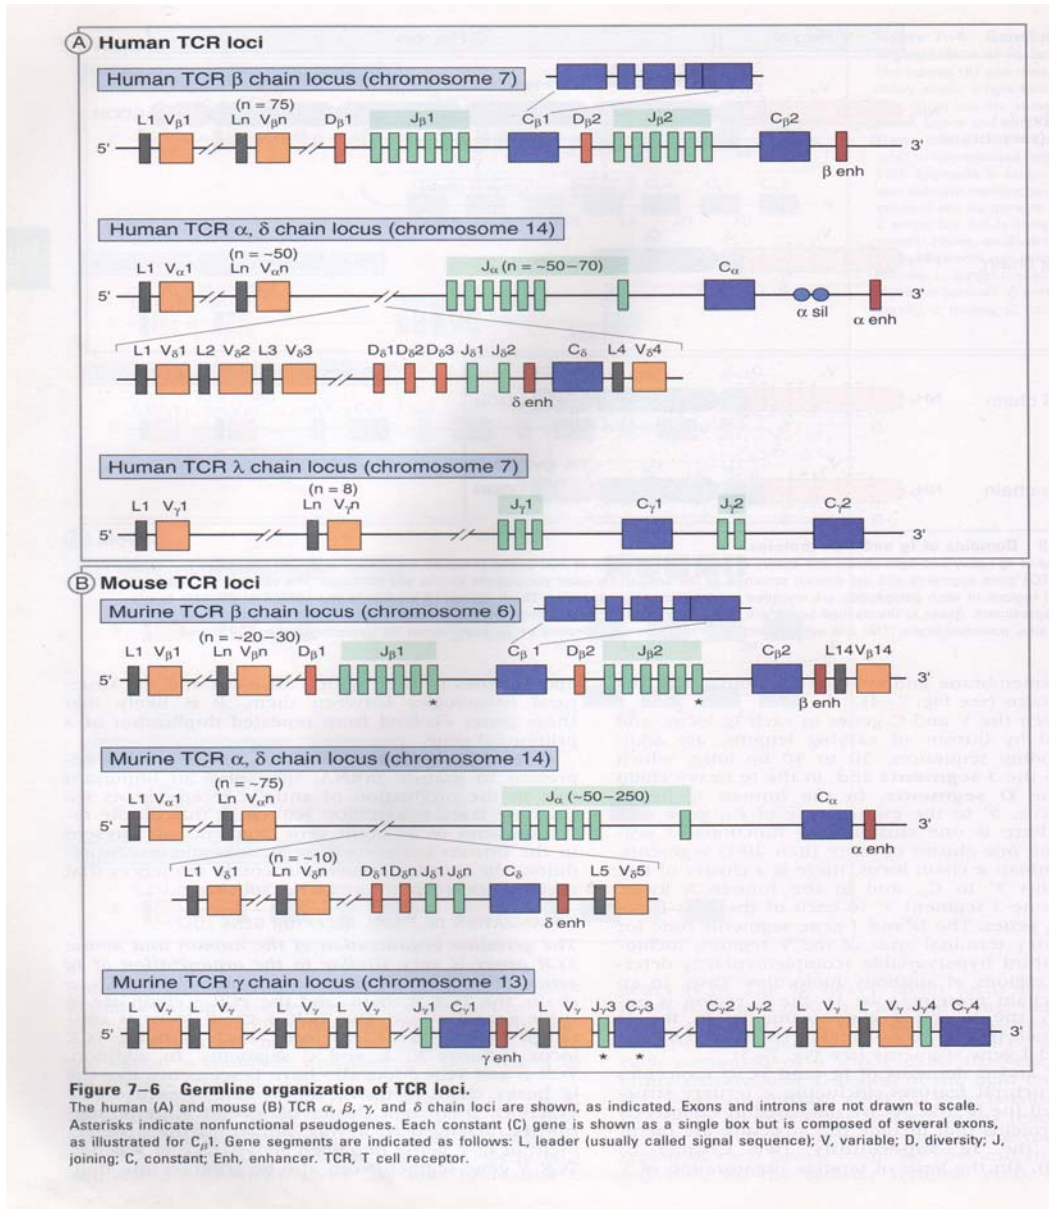 A Human TCR loci
Human TCR β chain locus (chromosome 7)
(n = 75)
L1 Vβ1 Ln Vβn Dβ1 Jβ1 Cβ1 Dβ2 Jβ2 Cβ2
5' 3'
β enh
Human TCR α, δ chain locus (chromosome 14)
(n = ~50)
L1 Vα1 Ln Vαn Jα (n = ~50–70) Cα
5' 3'
α sil α enh
L1 Vδ1 L2 Vδ2 L3 Vδ3 Dδ1 Dδ2 Dδ3 Jδ1 Jδ2 Cδ L4 Vδ4
δ enh
Human TCR λ chain locus (chromosome 7)
(n = 8)
L1 Vγ1 Ln Vγn Jγ1 Cγ1 Jγ2 Cγ2
5' 3'
B Mouse TCR loci
Murine TCR β chain locus (chromosome 6)
(n = ~20–30)
L1 Vβ1 Ln Vβn Dβ1 Jβ1 Cβ 1 Dβ2 Jβ2 Cβ2 L14 Vβ14
5' 3'
* * β enh
Murine TCR α, δ chain locus (chromosome 14)
(n = ~75)
L1 Vα1 Ln Vαn Jα (~50–250) Cα
5' 3'
α enh
(n = ~10)
L1 Vδ1 Ln Vδn Dδ1 Dδn Jδ1 Jδn Cδ L5 Vδ5
δ enh
Murine TCR γ chain locus (chromosome 13)
L Vγ L Vγ L Vγ Jγ1 Cγ1 L Vγ Jγ3 Cγ3 Cγ2 Jγ2 L Vγ L Vγ Jγ4 Cγ4
5' 3'
γ enh * *
Figure 7–6 Germline organization of TCR loci.
The human (A) and mouse (B) TCR α, β, γ, and δ chain loci are shown, as indicated. Exons and introns are not drawn to scale.
Asterisks indicate nonfunctional pseudogenes. Each constant (C) gene is shown as a single box but is composed of several exons,
as illustrated for Cβ1. Gene segments are indicated as follows: L, leader (usually called signal sequence); V, variable; D, diversity; J,
joining; C, constant; Enh, enhancer. TCR, T cell receptor.